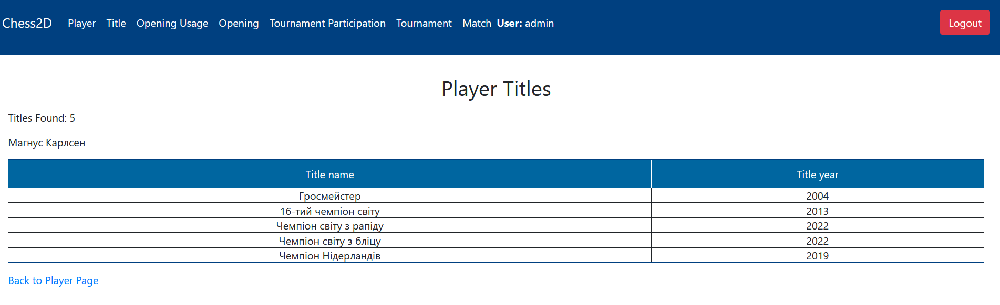 Chess2D Player Title Opening Usage Opening Tournament Participation Tournament Match User: admin Logout
Player Titles
Titles Found: 5
Магнус Карлсен
Title name Title year
Гросмейстер 2004
16-тий чемпіон світу 2013
Чемпіон світу з рапіду 2022
Чемпіон світу з бліцу 2022
Чемпіон Нідерландів 2019
Back to Player Page